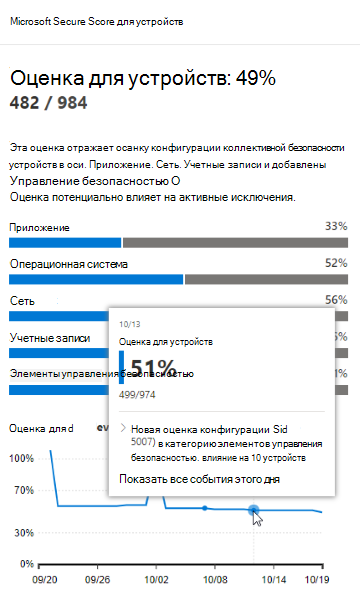 Microsoft Secure Score для устройств
Оценка для устройств: 49%
482 / 984
Эта оценка отражает осанку конфигурации коллективной безопасности
устройств в оси. Приложение. Сеть. Учетные записи и добавлены
Управление безопасностью О
Оценка потенциально влияет на активные исключения.
Приложение 33%
Операционная система 52%
Сеть 56%
Учетные записи
Элементы управления безопасностью
10/13
Оценка для устройств
51%
499/974
Новая оценка конфигурации Sid
5007) в категорию элементов управления
безопасностью. влияние на 10 устройств
Показать все события этого дня
Оценка для d ev
100%
70%
30%
0%
09/20 09/26 10/02 10/08 10/14 10/19